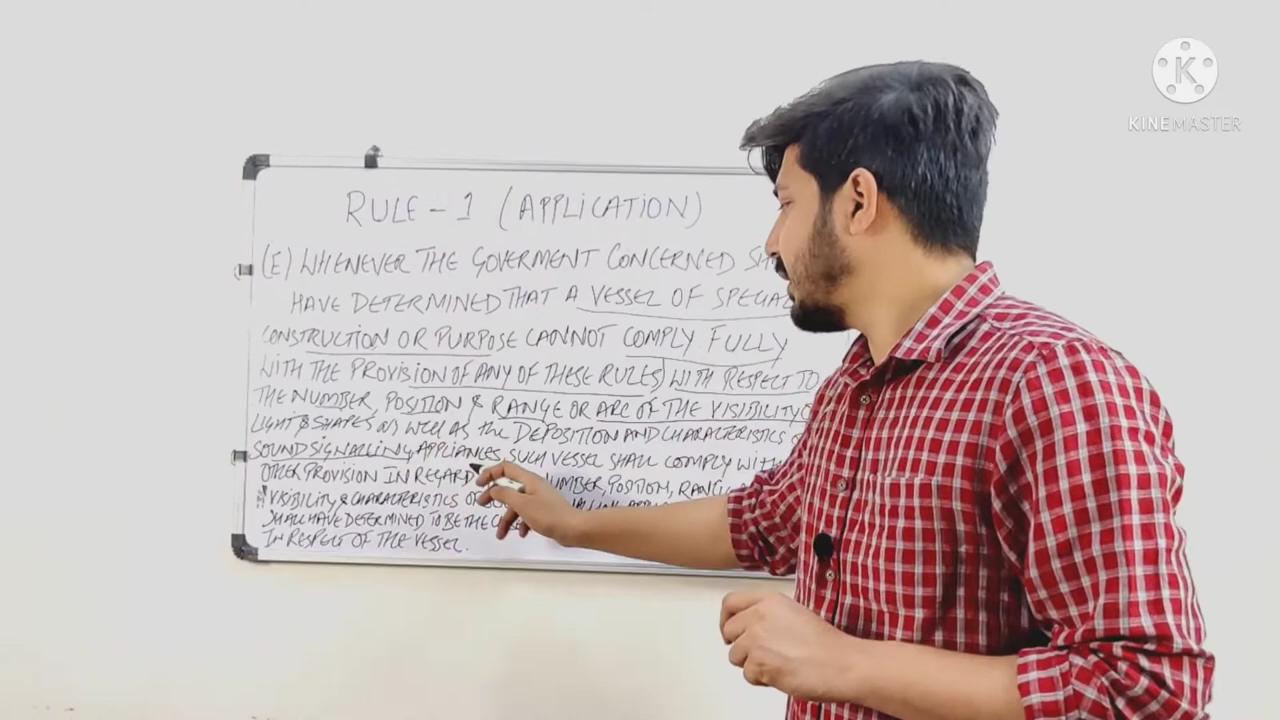 RULE - 1 (APPLICATION)
(E) WHENEVER THE GOVERMENT CONCERNED
HAVE DETERMINED THAT A VESSEL OF SPECIAL
CONSTRUCTION OR PURPOSE CANNOT COMPLY FULLY
WITH THE PROVISION OF ANY OF THESE RULES WITH RESPECT TO
THE NUMBER, POSITION & RANGE OR ARC OF THE VISIBILITY
LIGHT & SHAPES AS WELL AS THE DEPOSITION AND CHARACTERISTICS
SOUND SIGNALLING APPLIANCES, SUCH VESSEL SHALL COMPLY WITH
OTHER PROVISION IN REGARD NUMBER, POSITION, RANGE
VISIBILITY & CHARACTERISTICS OF
SHALL HAVE DETERMINED TO BE THE
IN RESPECT OF THE VESSEL.
K
KINEMASTER